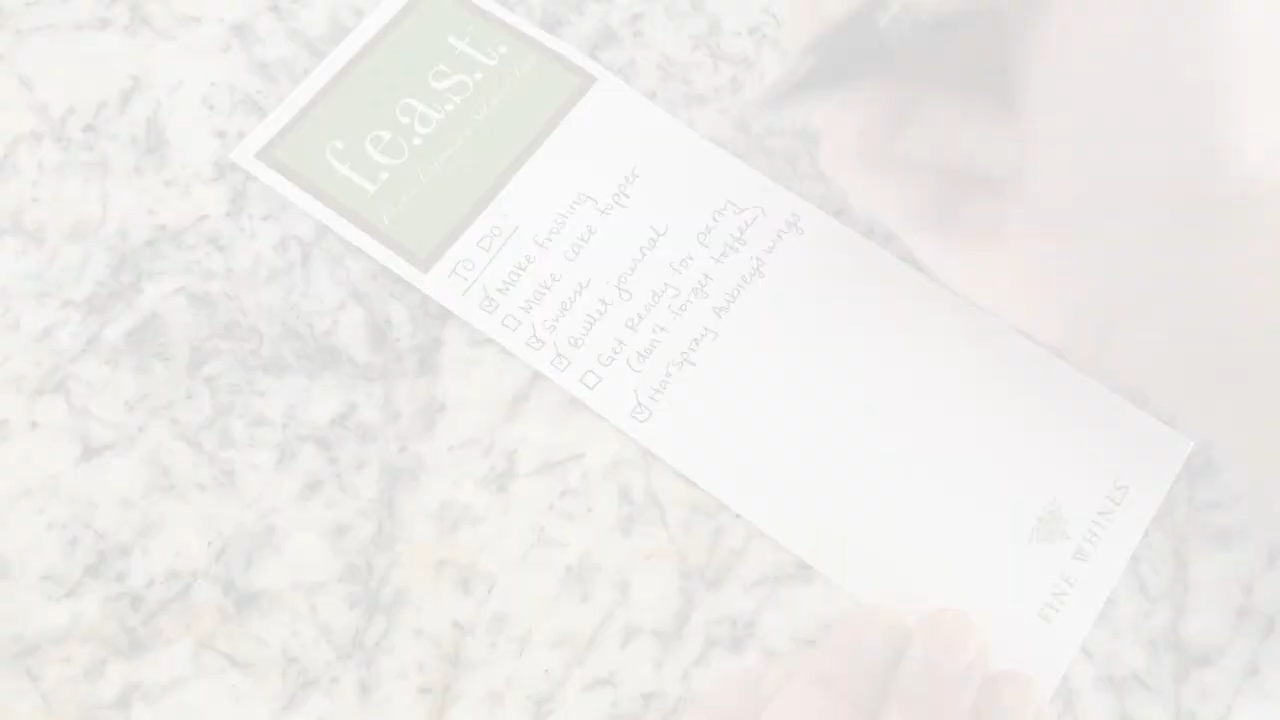 f.e.a.s.t.
TO DO
Make frosting
Make cake topper
Sweese
Bullet journal
Get Ready for party
(don't forget toffee)
Hairspray Aubrey's wings
FINE WHINES